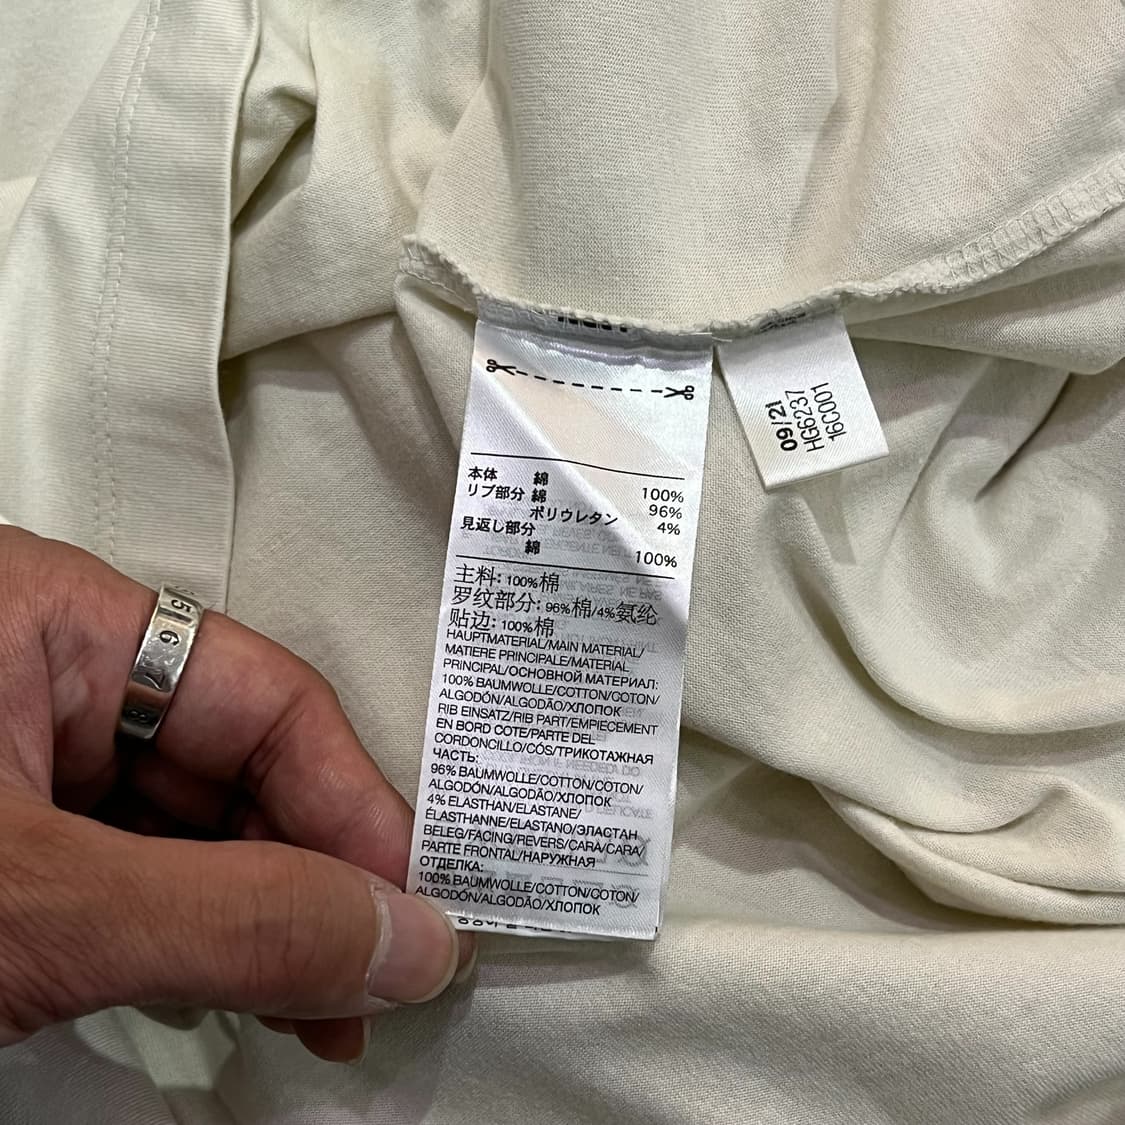 本体 綿 100%
リブ部分 綿 96%
ポリウレタン 4%
見返し部分
綿 100%
主料: 100%棉
罗纹部分: 96%棉/4%氨纶
贴边: 100%棉
HAUPTMATERIAL/MAIN MATERIAL/
MATIERE PRINCIPALE/MATERIAL
PRINCIPAL/ОСНОВНОЙ МАТЕРИАЛ:
100% BAUMWOLLE/COTTON/COTON/
ALGODÓN/ALGODÃO/ХЛОПОК
RIB EINSATZ/RIB PART/EMPIECEMENT
EN BORD COTE/PARTE DEL
CORDONCILLO/CÓS/ТРИКОТАЖНАЯ
ЧАСТЬ:
96% BAUMWOLLE/COTTON/COTON/
ALGODÓN/ALGODÃO/ХЛОПОК
4% ELASTHAN/ELASTANE/
ÉLASTHANNE/ELASTANO/ЭЛАСТАН
BELEG/FACING/REVERS/CARA/CARA/
PARTE FRONTAL/НАРУЖНАЯ
ОТДЕЛКА:
100% BAUMWOLLE/COTTON/COTON/
ALGODÓN/ALGODÃO/ХЛОПОК
09/21
HG6237
16C001
5 6 7 8